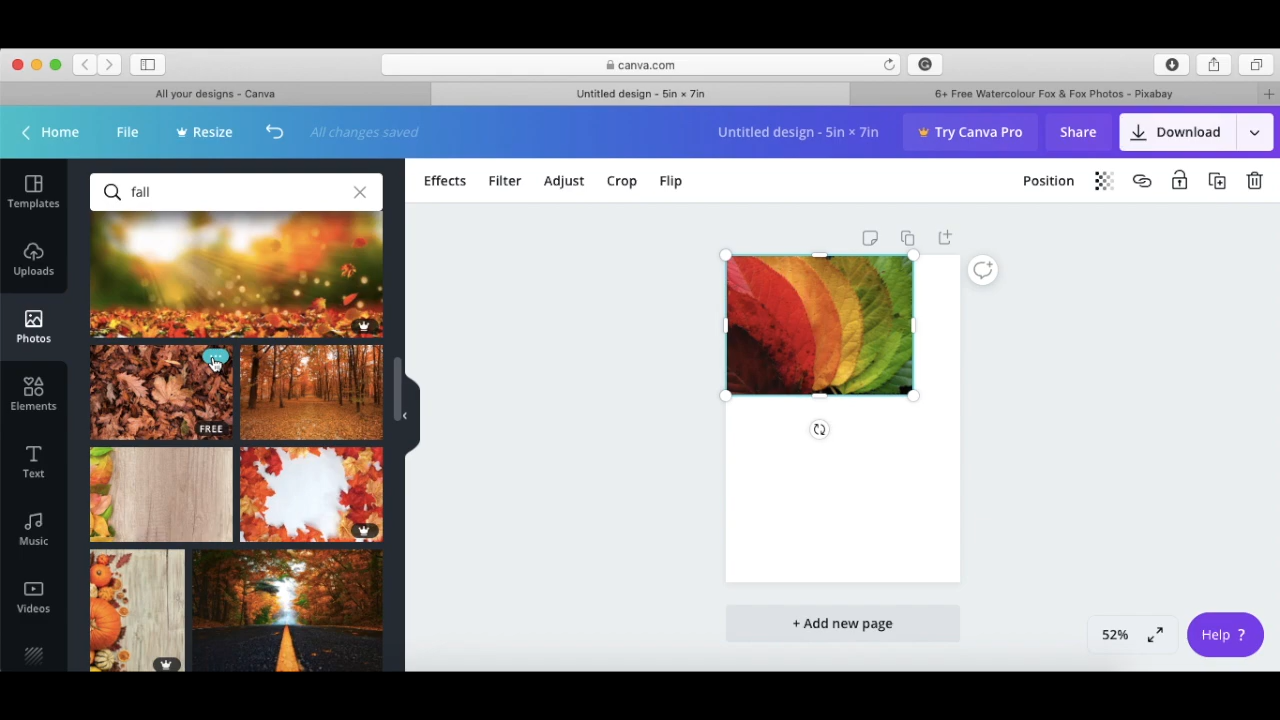 canva.com
All your designs - Canva
Untitled design - 5in × 7in
6+ Free Watercolour Fox & Fox Photos - Pixabay
Home
File
Resize
All changes saved
Untitled design - 5in × 7in
Try Canva Pro
Share
Download
Templates
Uploads
Photos
Elements
Text
Music
Videos
fall
FREE
Effects
Filter
Adjust
Crop
Flip
Position
+ Add new page
52%
Help ?